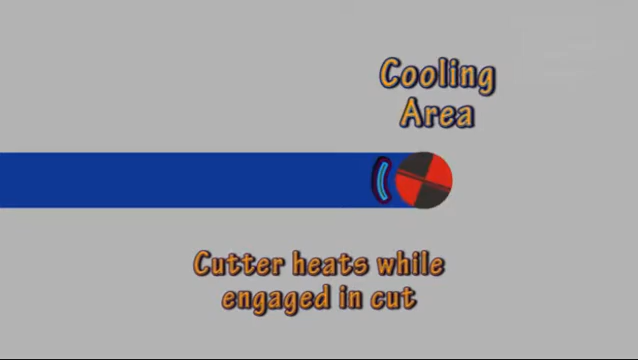 Cooling
Area
Cutter heats while
engaged in cut